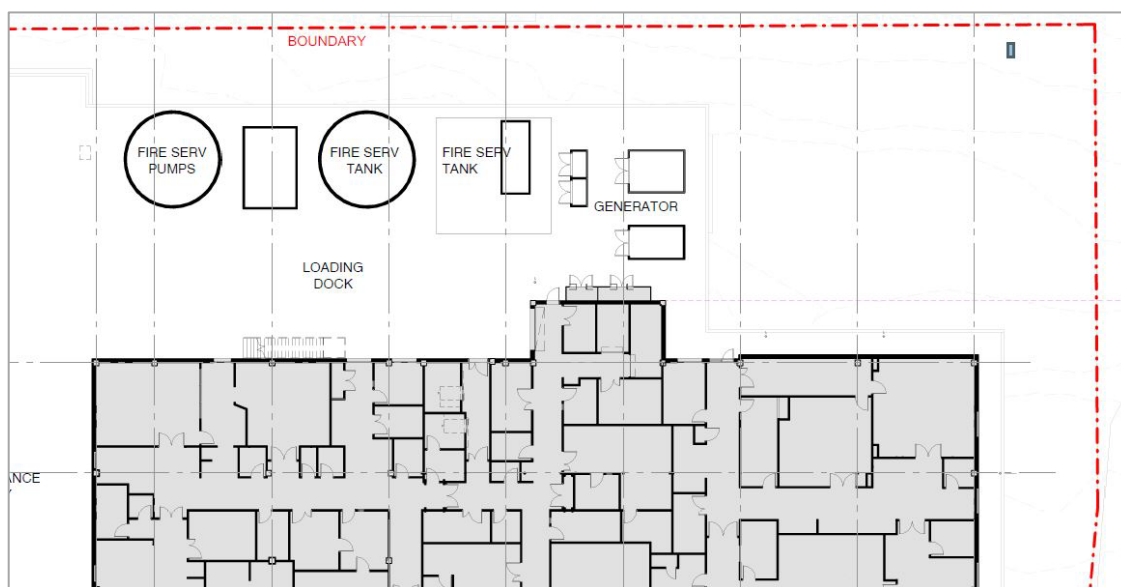 BOUNDARY
FIRE SERV
PUMPS
FIRE SERV
TANK
FIRE SERV
TANK
GENERATOR
LOADING
DOCK
ANCE